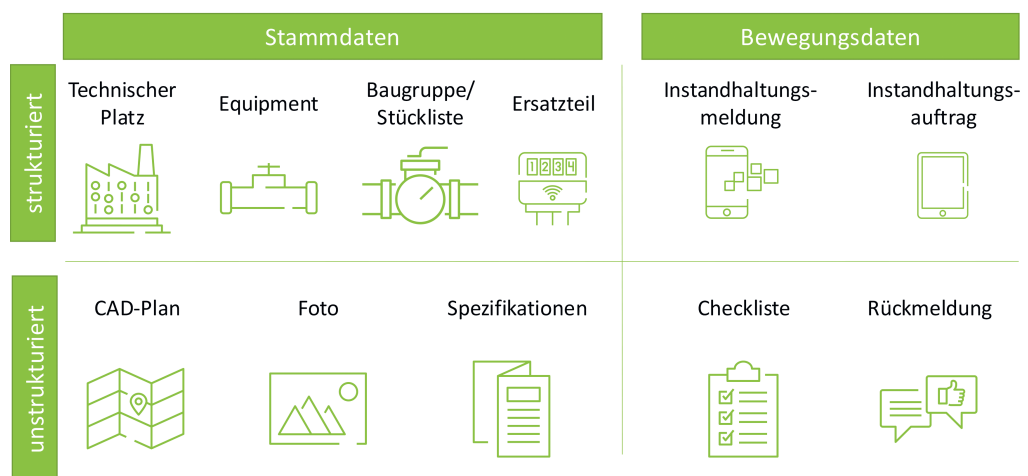 Stammdaten
Bewegungsdaten
strukturiert
Technischer
Platz
Equipment
Baugruppe/
Stückliste
Ersatzteil
Instandhaltungs-
meldung
Instandhaltungs-
auftrag
1234
unstrukturiert
CAD-Plan
Foto
Spezifikationen
Checkliste
Rückmeldung